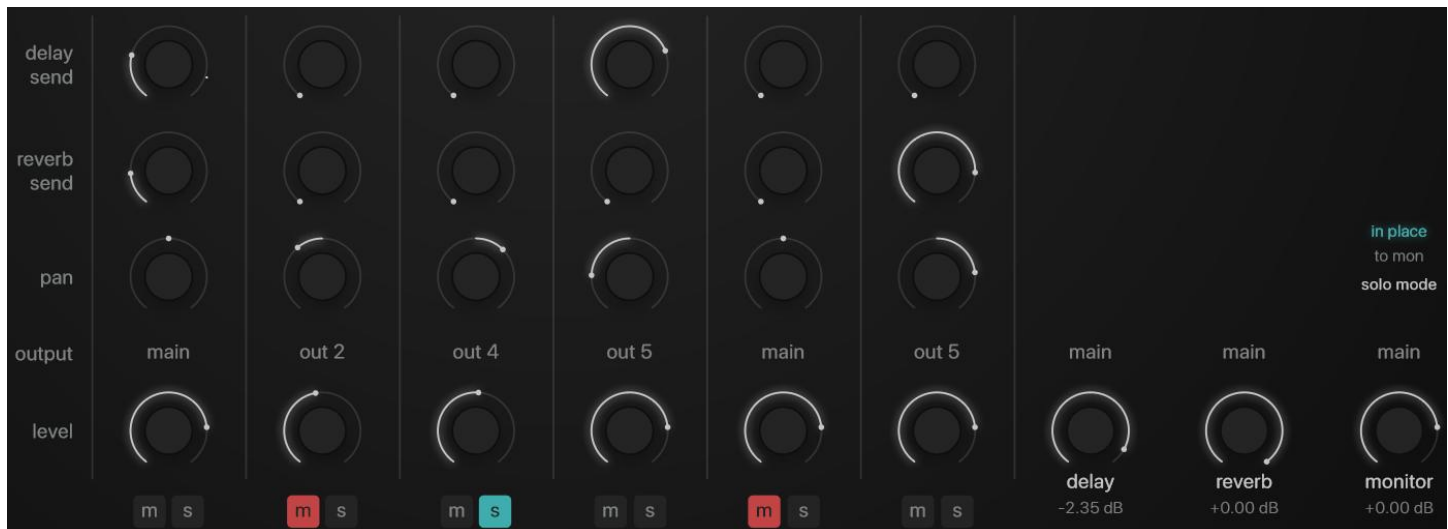 delay
send
reverb
send
in place
to mon
pan
solo mode
output main out 2 out 4 out 5 main out 5 main main main
level
delay reverb monitor
-2.35 dB +0.00 dB +0.00 dB
m s m s m s m s m s m s